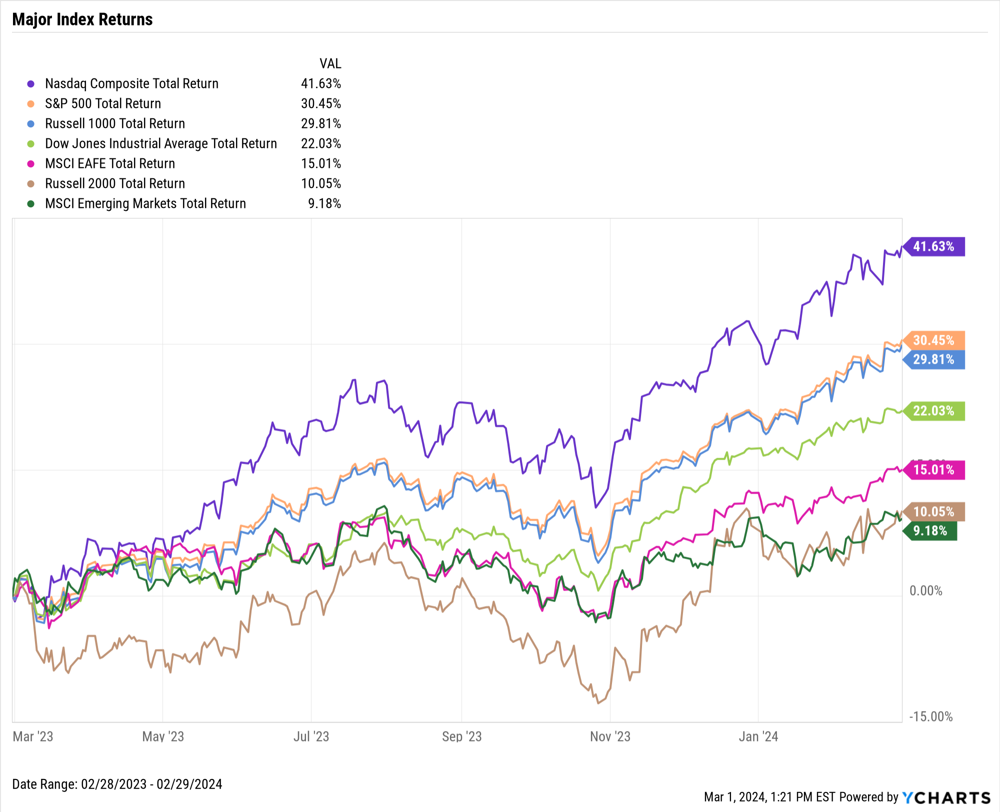 Major Index Returns
VAL
Nasdaq Composite Total Return 41.63%
S&P 500 Total Return 30.45%
Russell 1000 Total Return 29.81%
Dow Jones Industrial Average Total Return 22.03%
MSCI EAFE Total Return 15.01%
Russell 2000 Total Return 10.05%
MSCI Emerging Markets Total Return 9.18%
41.63%
30.45%
29.81%
22.03%
15.01%
10.05%
9.18%
0.00%
-15.00%
Mar '23 May '23 Jul '23 Sep '23 Nov '23 Jan '24
Date Range: 02/28/2023 - 02/29/2024
Mar 1, 2024, 1:21 PM EST Powered by YCHARTS